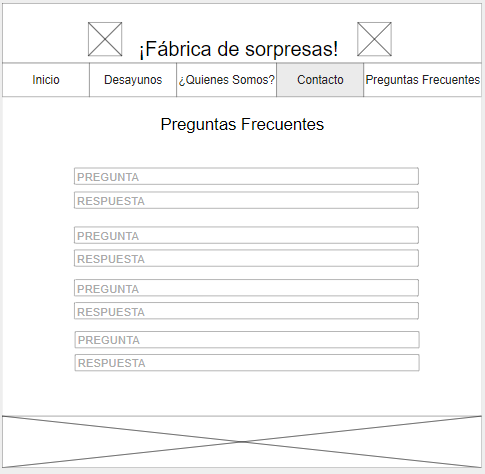 ¡Fábrica de sorpresas!
Inicio Desayunos ¿Quienes Somos? Contacto Preguntas Frecuentes
Preguntas Frecuentes
PREGUNTA
RESPUESTA
PREGUNTA
RESPUESTA
PREGUNTA
RESPUESTA
PREGUNTA
RESPUESTA